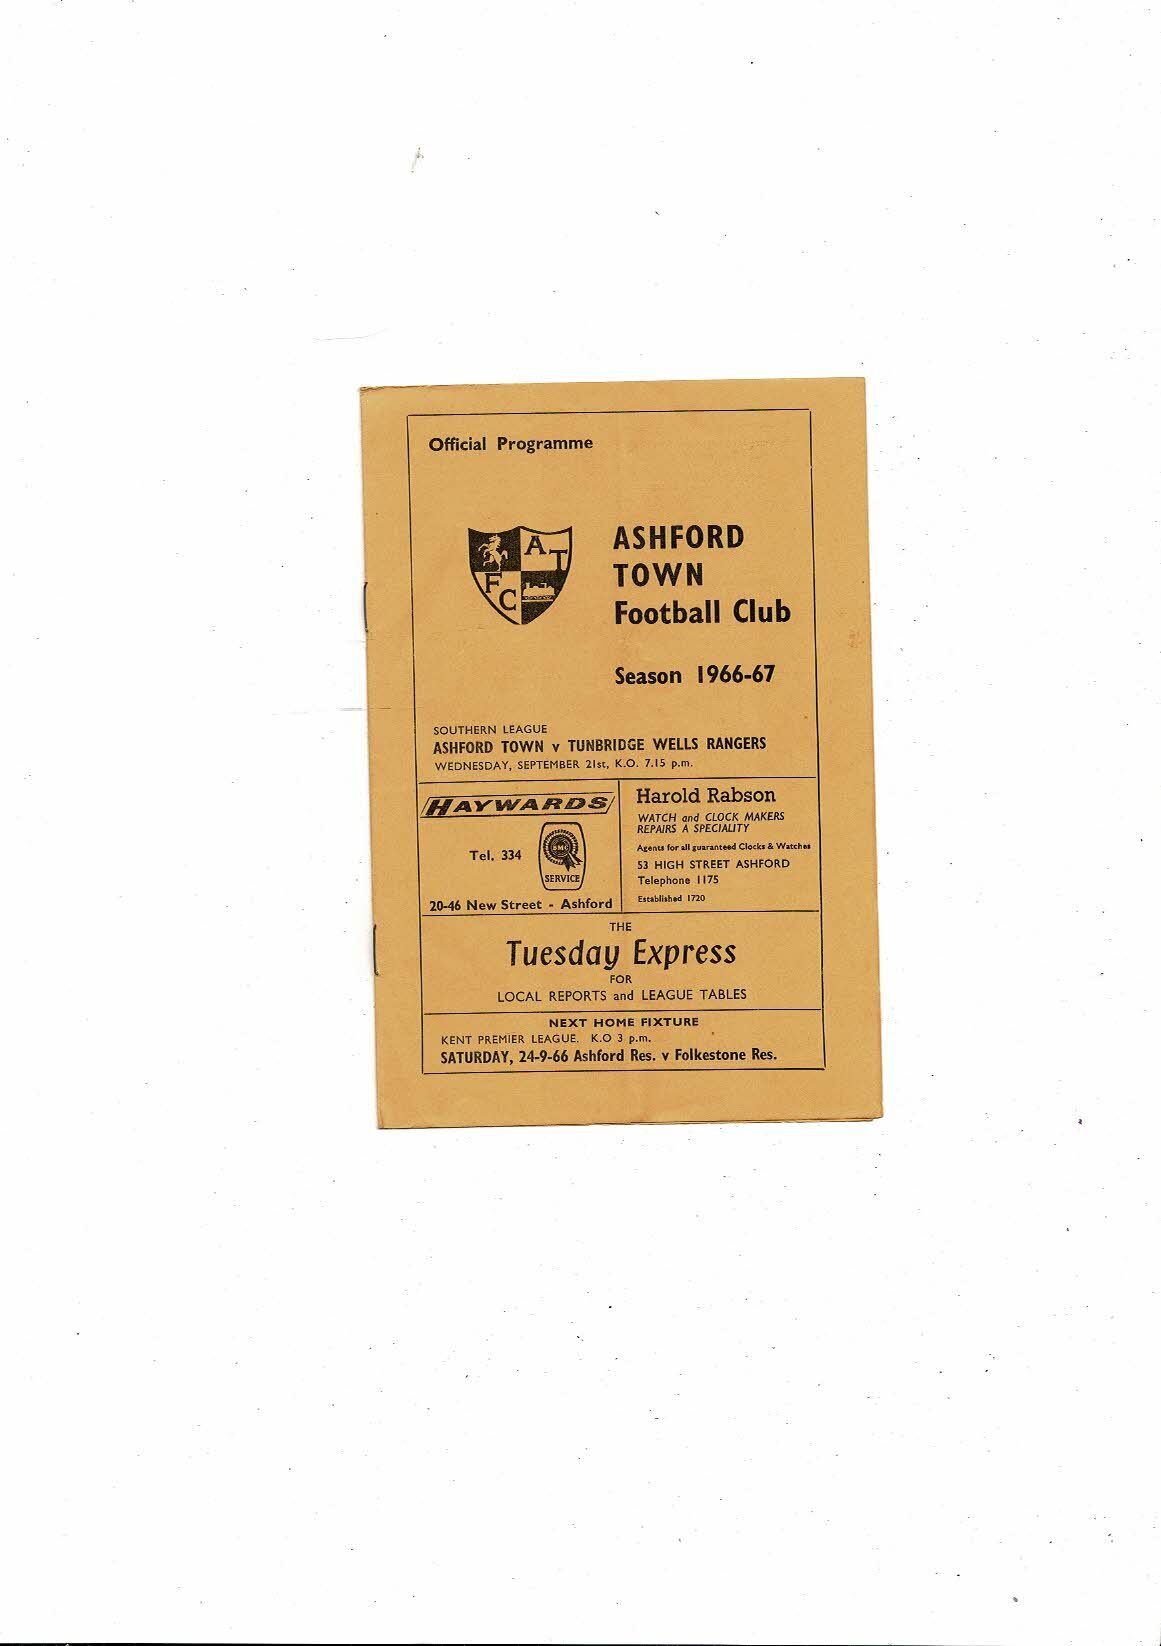 Official Programme
A T
F C
ASHFORD
TOWN
Football Club
Season 1966-67
SOUTHERN LEAGUE
ASHFORD TOWN v TUNBRIDGE WELLS RANGERS
WEDNESDAY, SEPTEMBER 21st, K.O. 7.15 p.m.
HAYWARDS
Tel. 334
BMC
SERVICE
20-46 New Street - Ashford
Harold Rabson
WATCH and CLOCK MAKERS
REPAIRS A SPECIALITY
Agents for all guaranteed Clocks & Watches
53 HIGH STREET ASHFORD
Telephone 1175
Established 1720
THE
Tuesday Express
FOR
LOCAL REPORTS and LEAGUE TABLES
NEXT HOME FIXTURE
KENT PREMIER LEAGUE. K.O 3 p.m.
SATURDAY, 24-9-66 Ashford Res. v Folkestone Res.